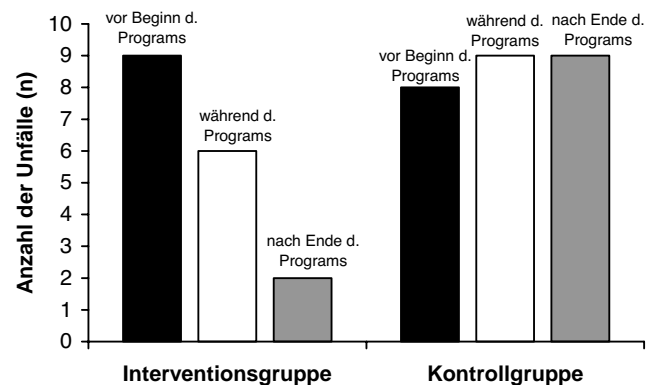 Anzahl der Unfälle (n)
10
9
8
7
6
5
4
3
2
1
0
vor Beginn d.
Programs
während d.
Programs
nach Ende d.
Programs
vor Beginn d.
Programs
während d.
Programs
nach Ende d.
Programs
Interventionsgruppe
Kontrollgruppe